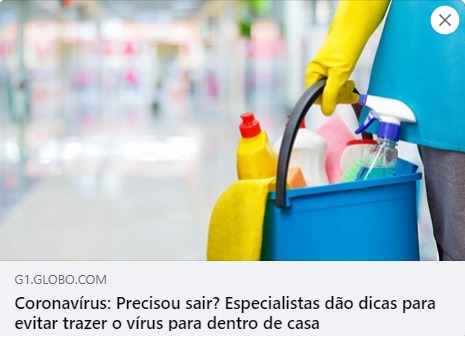 G1.GLOBO.COM
Coronavírus: Precisou sair? Especialistas dão dicas para
evitar trazer o vírus para dentro de casa